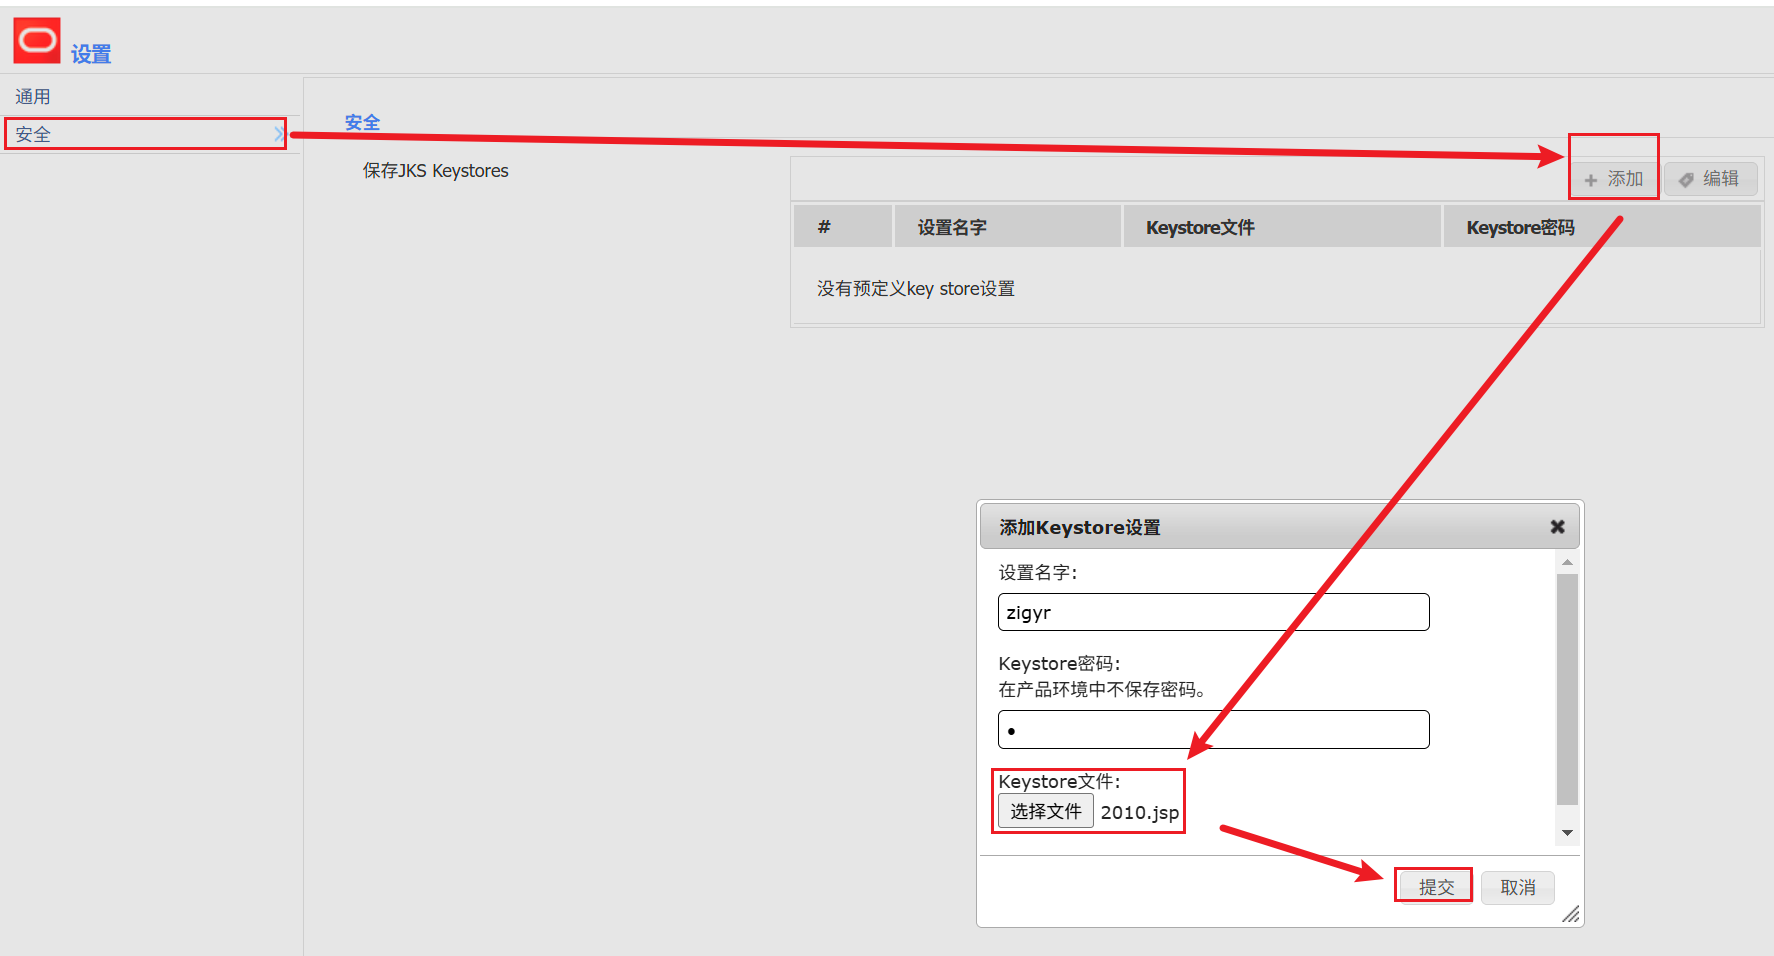 设置
通用
安全
安全
保存JKS Keystores
添加
编辑
# 设置名字 Keystore文件 Keystore密码
没有预定义key store设置
添加Keystore设置
设置名字:
zigyr
Keystore密码:
在产品环境中不保存密码。
Keystore文件:
选择文件 2010.jsp
提交 取消